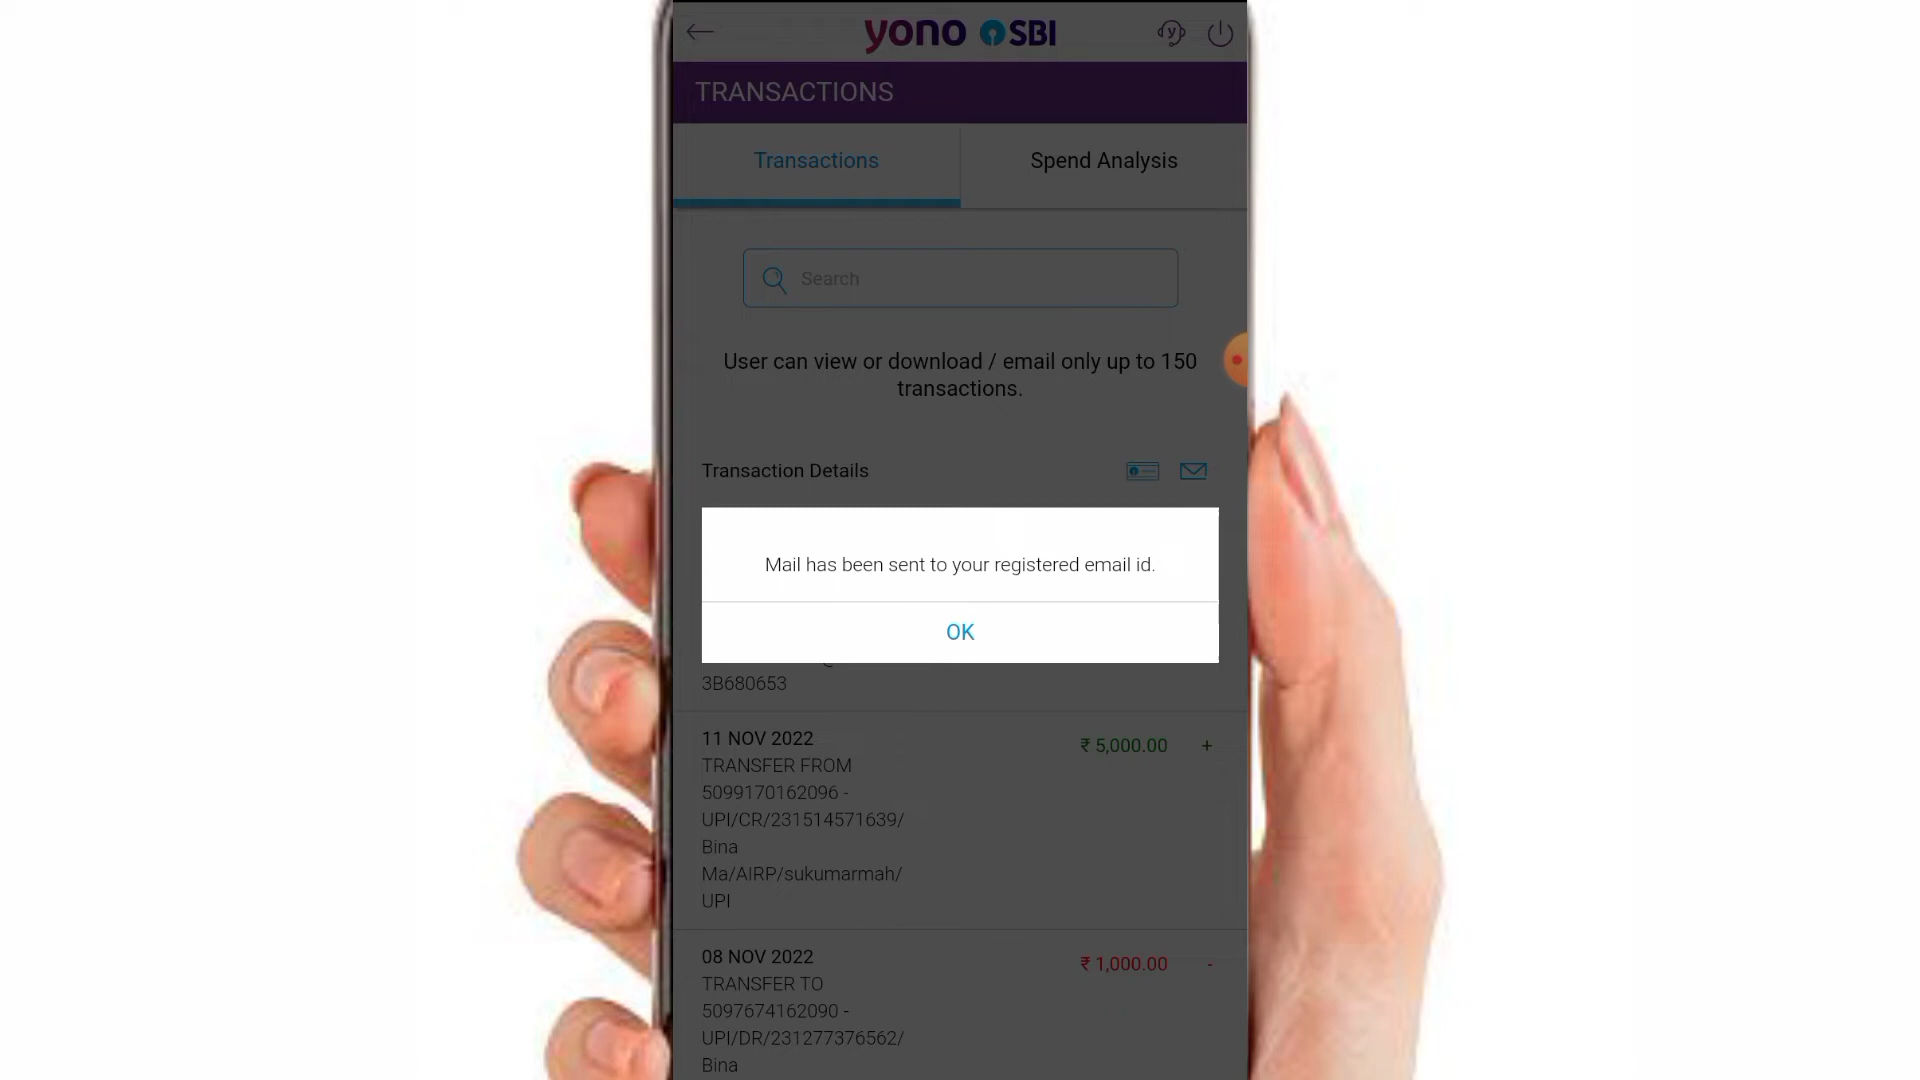 yono SBI
TRANSACTIONS
Transactions
Spend Analysis
Search
User can view or download / email only up to 150
transactions.
Transaction Details
Mail has been sent to your registered email id.
OK
3B680653
11 NOV 2022
₹ 5,000.00 +
TRANSFER FROM
5099170162096 -
UPI/CR/231514571639/
Bina
Ma/AIRP/sukumarmah/
UPI
08 NOV 2022
₹ 1,000.00 -
TRANSFER TO
5097674162090 -
UPI/DR/231277376562/
Bina